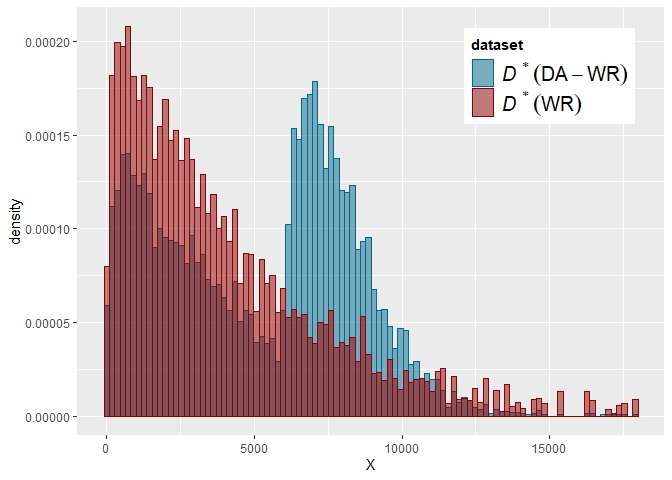 dataset
D * (DA − WR)
D * (WR)
0.00020
0.00015
0.00010
0.00005
0.00000
density
0 5000 10000 15000
X